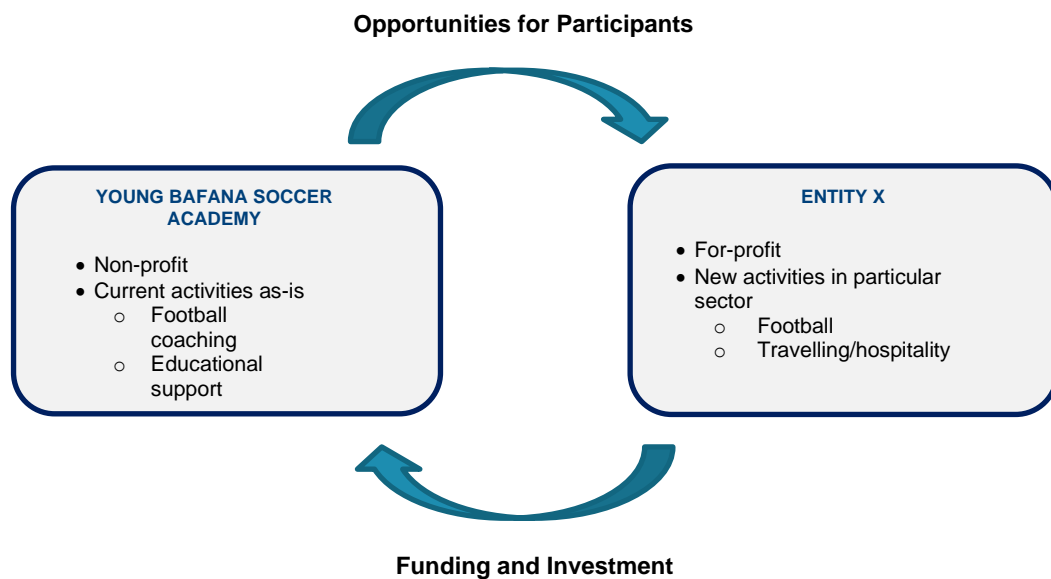 Opportunities for Participants
YOUNG BAFANA SOCCER
ACADEMY
• Non-profit
• Current activities as-is
o Football
coaching
o Educational
support
ENTITY X
• For-profit
• New activities in particular
sector
o Football
o Travelling/hospitality
Funding and Investment